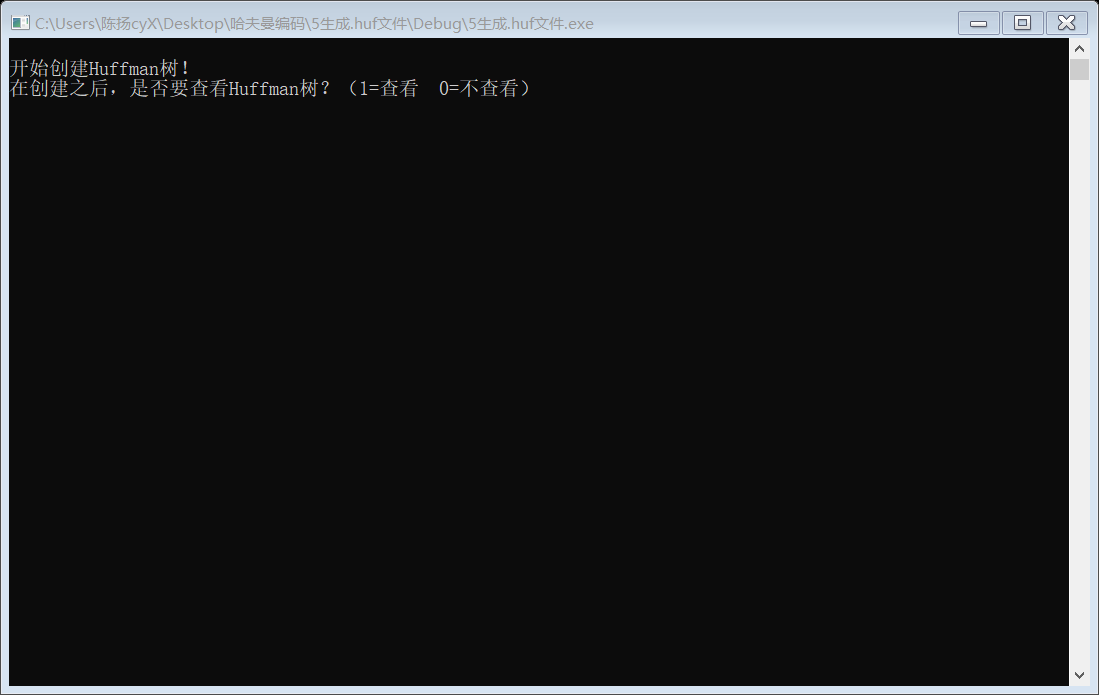 C:\Users\陈扬cyX\Desktop\哈夫曼编码\5生成.huf文件\Debug\5生成.huf文件.exe
开始创建Huffman树！
在创建之后，是否要查看Huffman树？（1=查看  0=不查看）